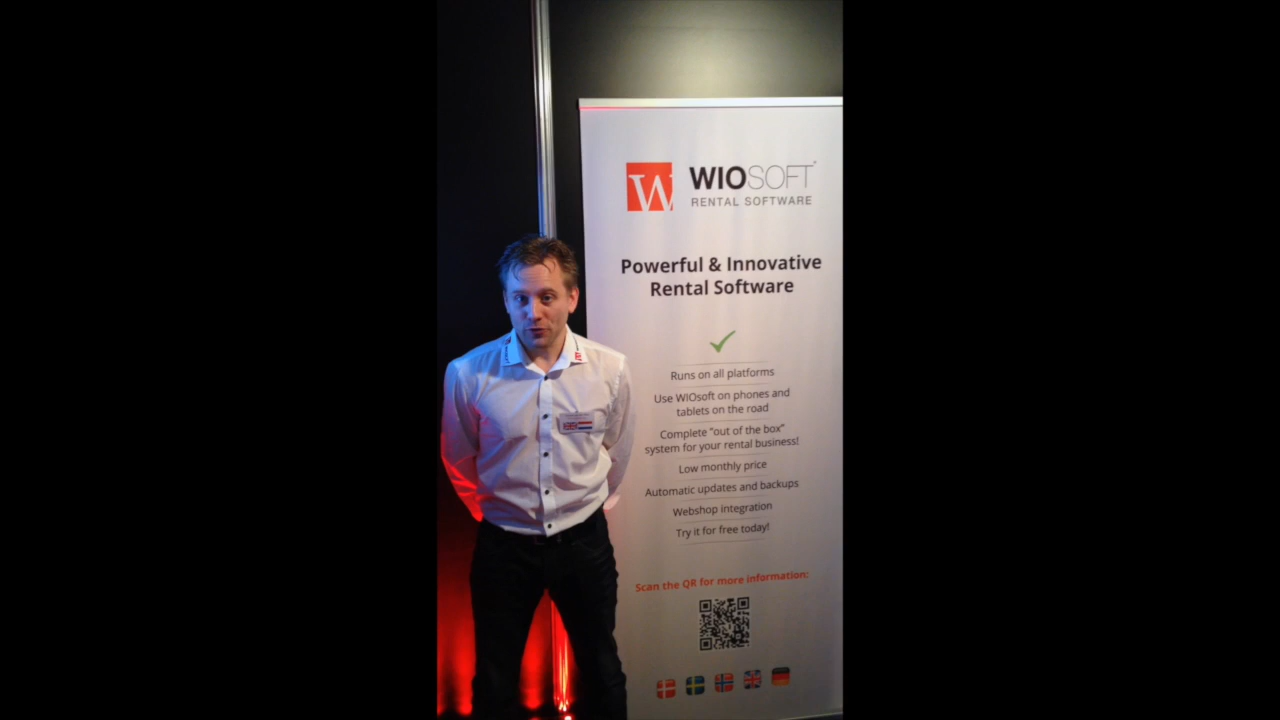 W
WIOSOFT
RENTAL SOFTWARE
Powerful & Innovative
Rental Software
Runs on all platforms
Use WIOsoft on phones and
tablets on the road
Complete "out of the box"
system for your rental business!
Low monthly price
Automatic updates and backups
Webshop integration
Try it for free today!
Scan the QR for more information: